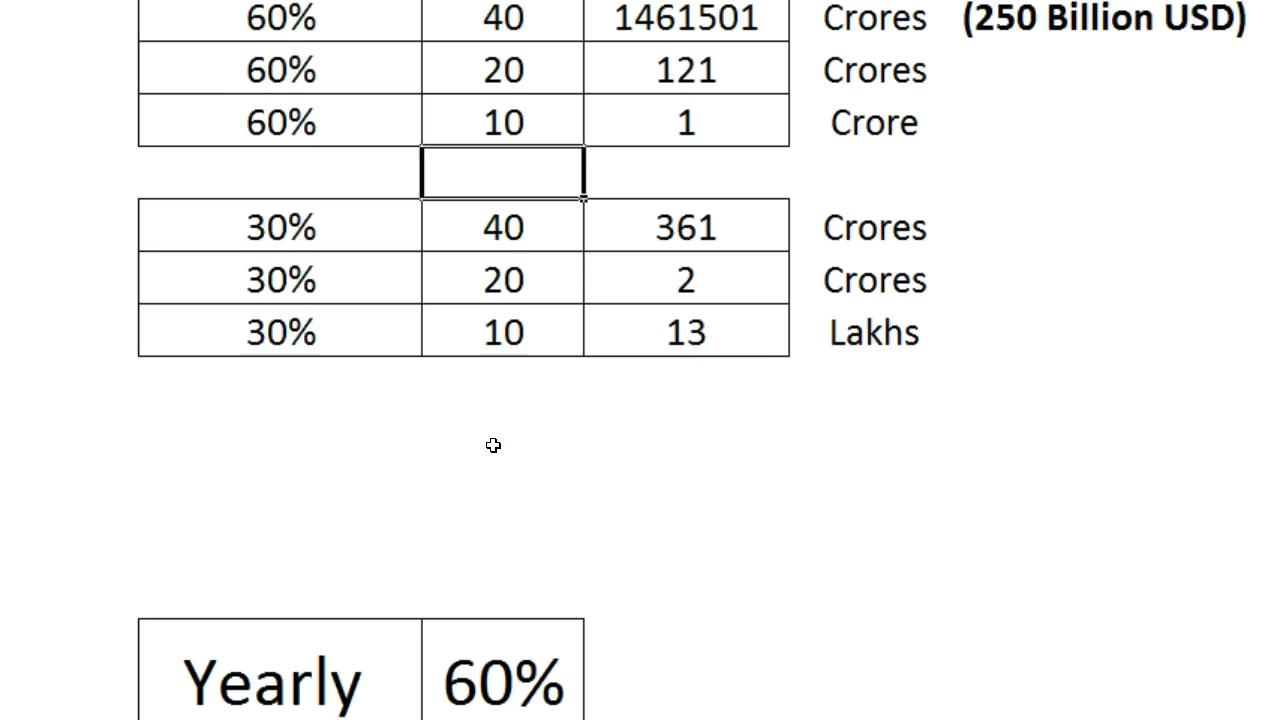 60% 40 1461501 Crores (250 Billion USD)
60% 20 121 Crores
60% 10 1 Crore
30% 40 361 Crores
30% 20 2 Crores
30% 10 13 Lakhs
Yearly 60%